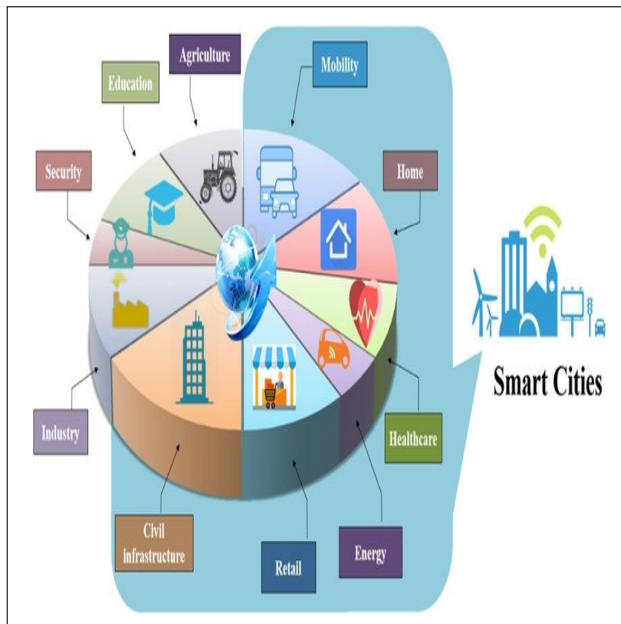 Agriculture
Mobility
Education
Security
Home
Smart Cities
Industry
Healthcare
Civil
infrastructure
Retail
Energy